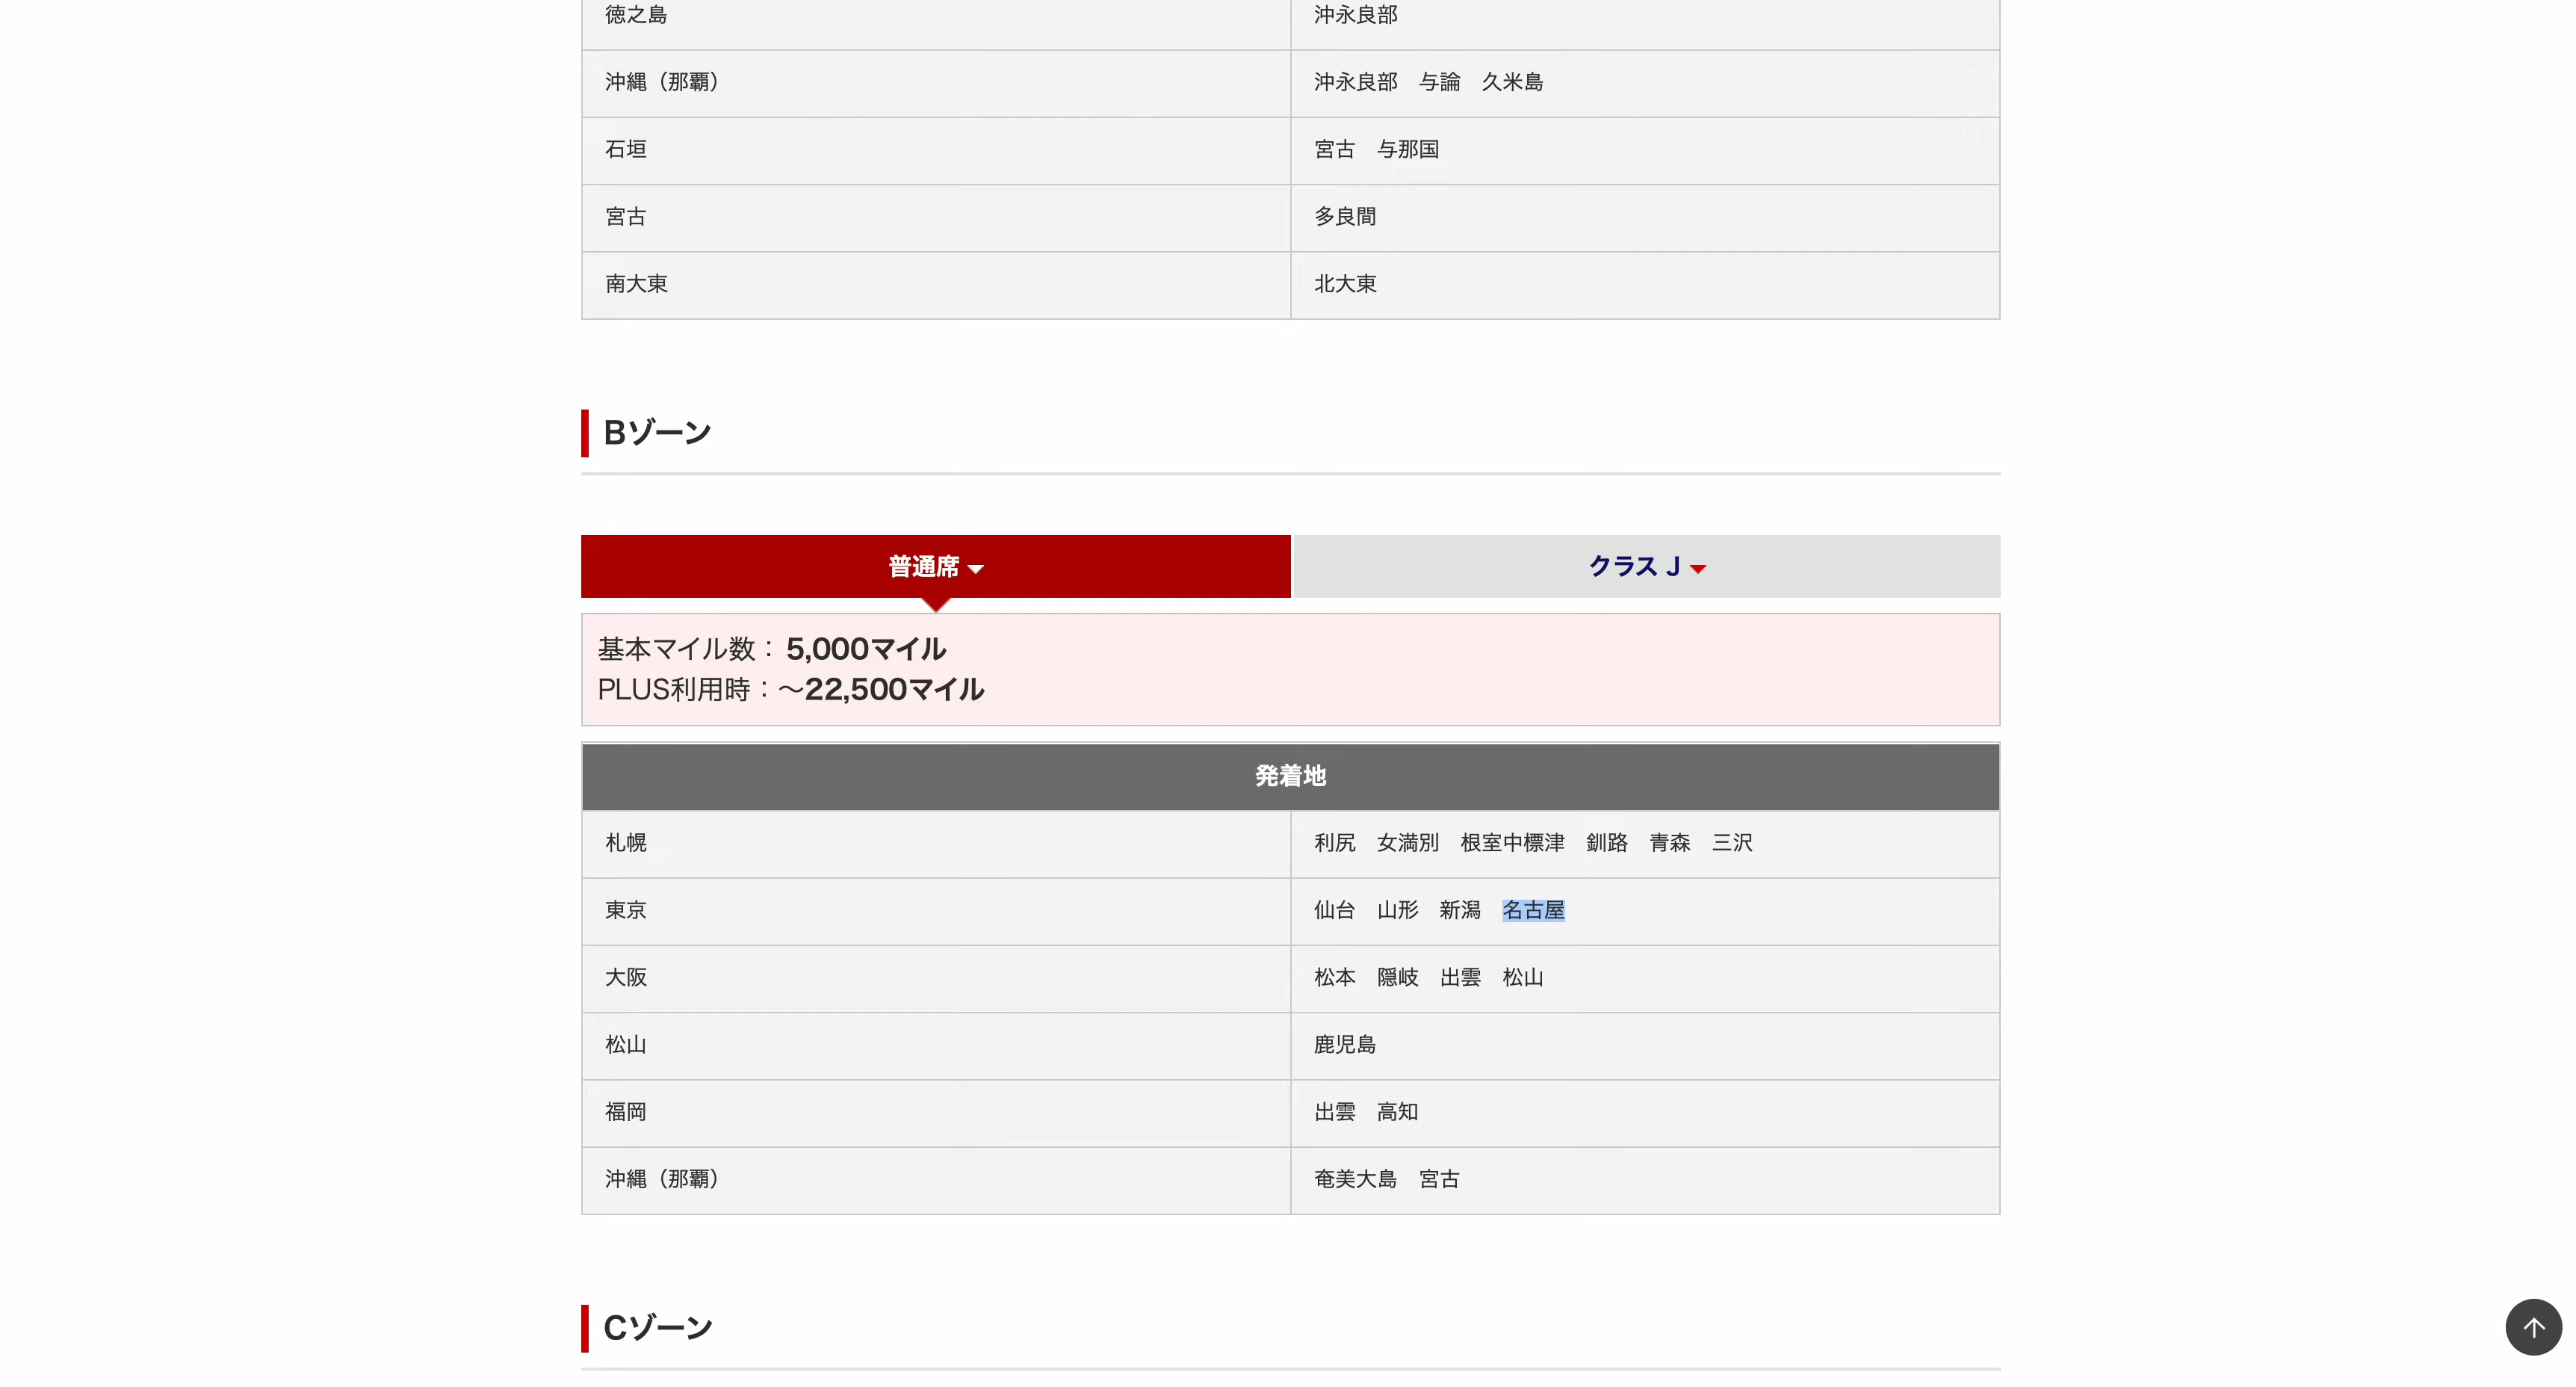 徳之島 沖永良部
沖縄（那覇） 沖永良部 与論 久米島
石垣 宮古 与那国
宮古 多良間
南大東 北大東
Bゾーン
普通席 クラス J
基本マイル数： 5,000マイル
PLUS利用時：～22,500マイル
発着地
札幌 利尻 女満別 根室中標津 釧路 青森 三沢
東京 仙台 山形 新潟 名古屋
大阪 松本 隠岐 出雲 松山
松山 鹿児島
福岡 出雲 高知
沖縄（那覇） 奄美大島 宮古
Cゾーン